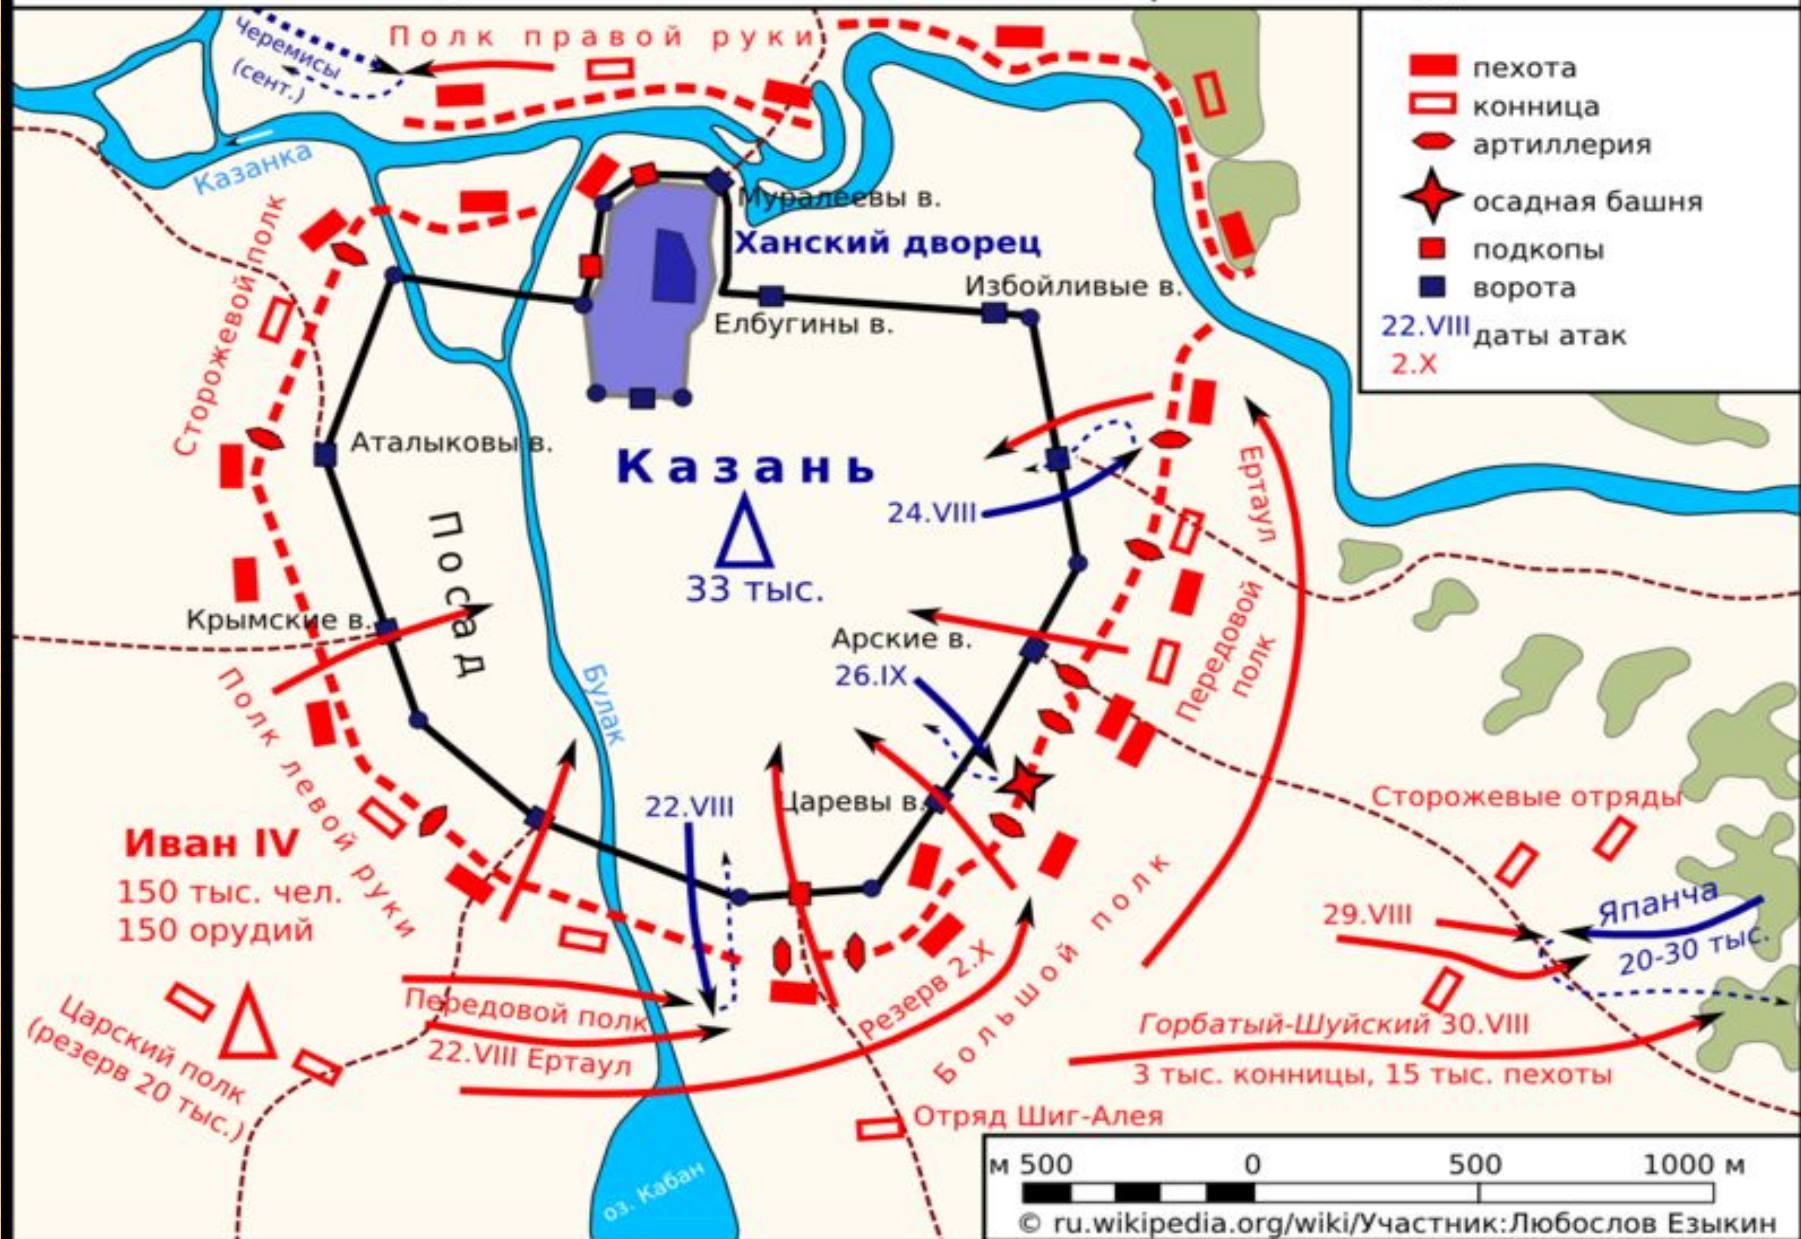 Полк правой руки
Черемисы
(сент.)
Казанка
пехота
конница
артиллерия
осадная башня
подкопы
ворота
22.VIII
даты атак
2.X
Муралеевы в.
Ханский дворец
Избойливые в.
Елбугины в.
Сторожевой полк
Аталыковы в.
Казань
33 тыс.
24.VIII
Ертаул
Посад
Крымские в.
Арские в.
26.IX
Передовой
полк
Булак
Полк левой руки
22.VIII
Царевы в.
Сторожевые отряды
Иван IV
150 тыс. чел.
150 орудий
29.VIII
Япанча
20-30 тыс.
Царский полк
(резерв 20 тыс.)
Передовой полк
22.VIII Ертаул
Резерв 2.X
Большой полк
Горбатый-Шуйский 30.VIII
3 тыс. конницы, 15 тыс. пехоты
Отряд Шиг-Алея
оз. Кабан
м 500 0 500 1000 м
© ru.wikipedia.org/wiki/Участник:Любослов Езыкин